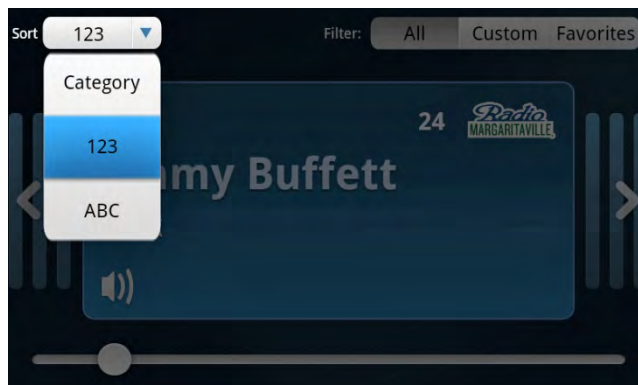 Sort 123 Filter: All Custom Favorites
Category
123
ABC
24 Radio
MARGARITAVILLE
my Buffett